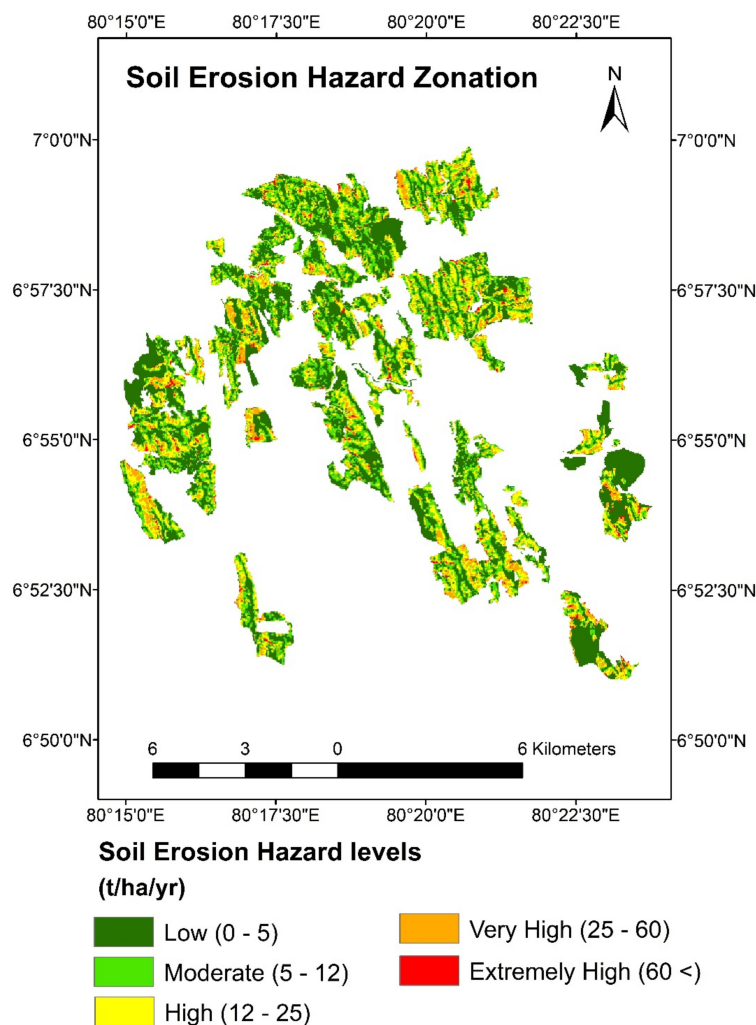 80°15'0"E 80°17'30"E 80°20'0"E 80°22'30"E
Soil Erosion Hazard Zonation
N
7°0'0"N 7°0'0"N
6°57'30"N 6°57'30"N
6°55'0"N 6°55'0"N
6°52'30"N 6°52'30"N
6°50'0"N 6°50'0"N
6 3 0 6 Kilometers
80°15'0"E 80°17'30"E 80°20'0"E 80°22'30"E
Soil Erosion Hazard levels
(t/ha/yr)
Low (0 - 5)
Moderate (5 - 12)
High (12 - 25)
Very High (25 - 60)
Extremely High (60 <)